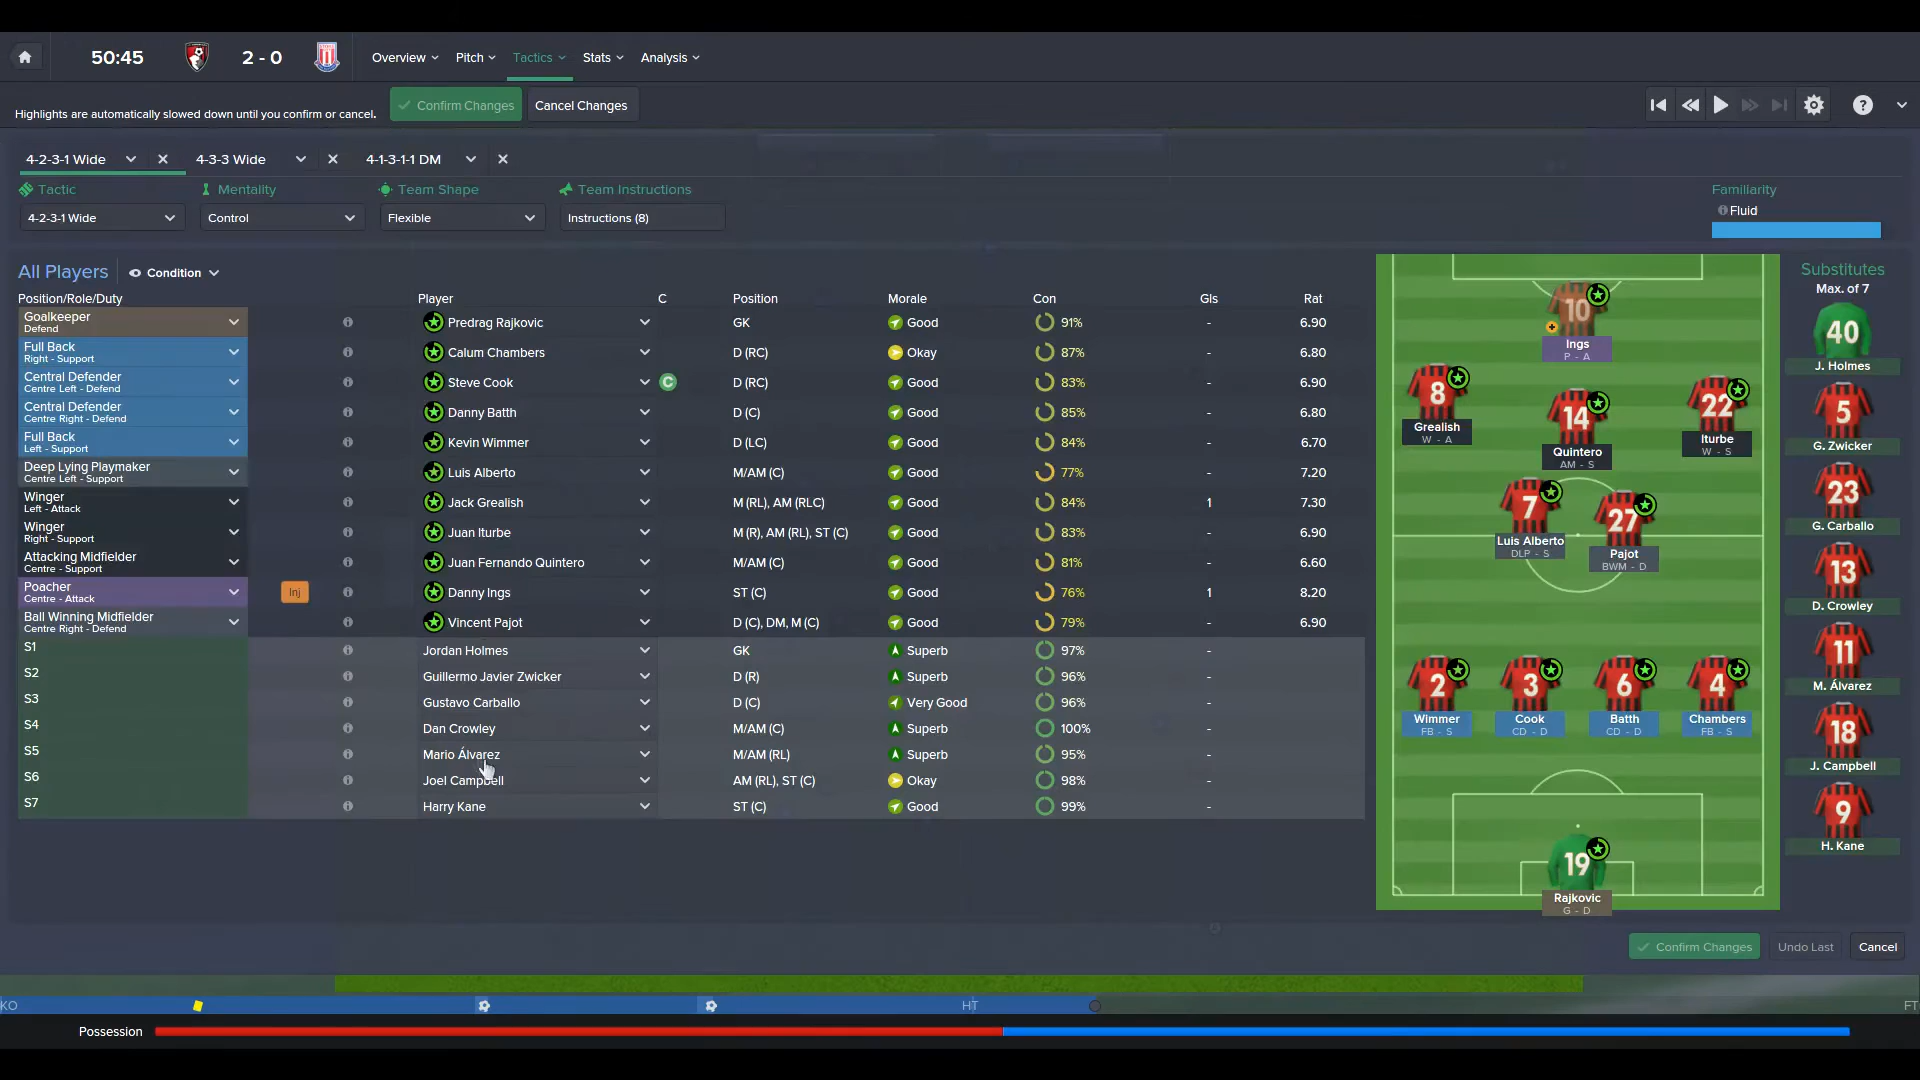 50:45 2 - 0 Overview Pitch Tactics Stats Analysis
Highlights are automatically slowed down until you confirm or cancel. Confirm Changes Cancel Changes ?
4-2-3-1 Wide 4-3-3 Wide 4-1-3-1-1 DM
Tactic Mentality Team Shape Team Instructions Familiarity
4-2-3-1 Wide Control Flexible Instructions (8) Fluid
All Players Condition
Position/Role/Duty Player C Position Morale Con Gls Rat
Goalkeeper
Defend
Predrag Rajkovic GK Good 91% - 6.90
Full Back
Right - Support
Calum Chambers D (RC) Okay 87% - 6.80
Central Defender
Centre Left - Defend
Steve Cook C D (RC) Good 83% - 6.90
Central Defender
Centre Right - Defend
Danny Batth D (C) Good 85% - 6.80
Full Back
Left - Support
Kevin Wimmer D (LC) Good 84% - 6.70
Deep Lying Playmaker
Centre Left - Support
Luis Alberto M/AM (C) Good 77% - 7.20
Winger
Left - Attack
Jack Grealish M (RL), AM (RLC) Good 84% 1 7.30
Winger
Right - Support
Juan Iturbe M (R), AM (RL), ST (C) Good 83% - 6.90
Attacking Midfielder
Centre - Support
Juan Fernando Quintero M/AM (C) Good 81% - 6.60
Poacher
Centre - Attack
Inj Danny Ings ST (C) Good 76% 1 8.20
Ball Winning Midfielder
Centre Right - Defend
Vincent Pajot D (C), DM, M (C) Good 79% - 6.90
S1 Jordan Holmes GK Superb 97% -
S2 Guillermo Javier Zwicker D (R) Superb 96% -
S3 Gustavo Carballo D (C) Very Good 96% -
S4 Dan Crowley M/AM (C) Superb 100% -
S5 Mario Álvarez M/AM (RL) Superb 95% -
S6 Joel Campbell AM (RL), ST (C) Okay 98% -
S7 Harry Kane ST (C) Good 99% -
10
Ings
P - A
8
Grealish
W - A
14
Quintero
AM - S
22
Iturbe
W - S
7
Luis Alberto
DLP - S
27
Pajot
BWM - D
2
Wimmer
FB - S
3
Cook
CD - D
6
Batth
CD - D
4
Chambers
FB - S
19
Rajkovic
G - D
Substitutes
Max. of 7
40
J. Holmes
5
G. Zwicker
23
G. Carballo
13
D. Crowley
11
M. Álvarez
18
J. Campbell
9
H. Kane
Confirm Changes Undo Last Cancel
KO HT FT
Possession